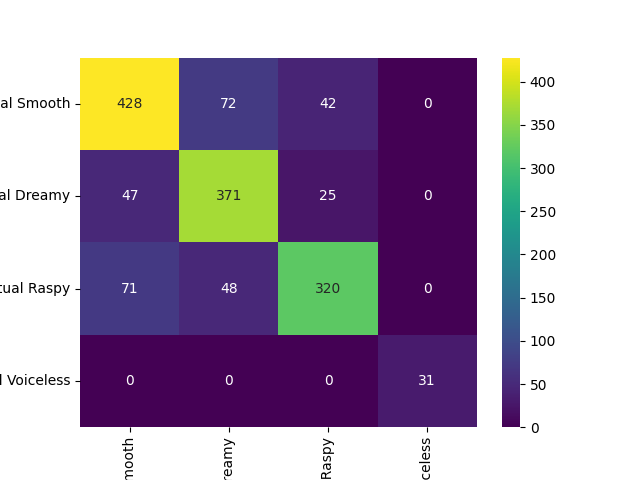 al Smooth 428 72 42 0
al Dreamy 47 371 25 0
tual Raspy 71 48 320 0
l Voiceless 0 0 0 31
mooth reamy Raspy celess
400
350
300
250
200
150
100
50
0